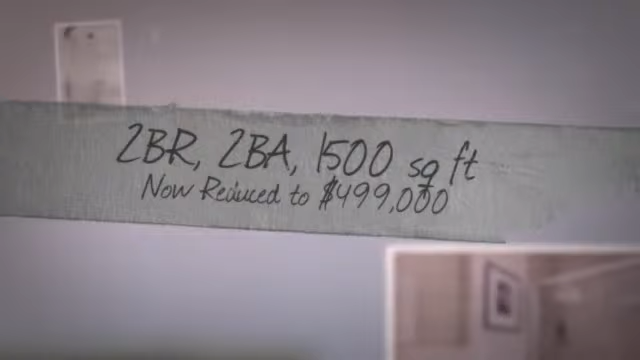 2BR, 2BA, 1500 sq ft
Now Reduced to $499,000